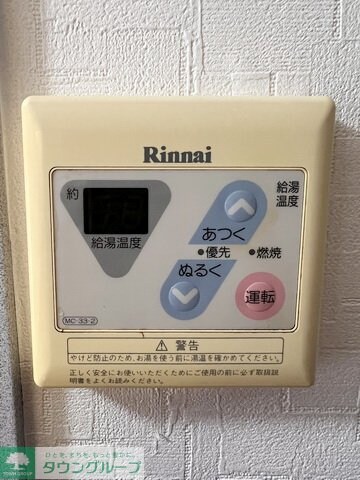 Rinnai
約
給湯温度
給湯
温度
あつく
●優先 ●燃焼
ぬるく
運転
MC-33-2
⚠警告
やけど防止のため、お湯を使う前に湯温を確かめてください。
正しく安全にお使いいただくためにご使用の前に必ず取扱説
明書をよくお読みください。
ひとを、まちを、もっと豊かに。
タウングループ
TOWN GROUP